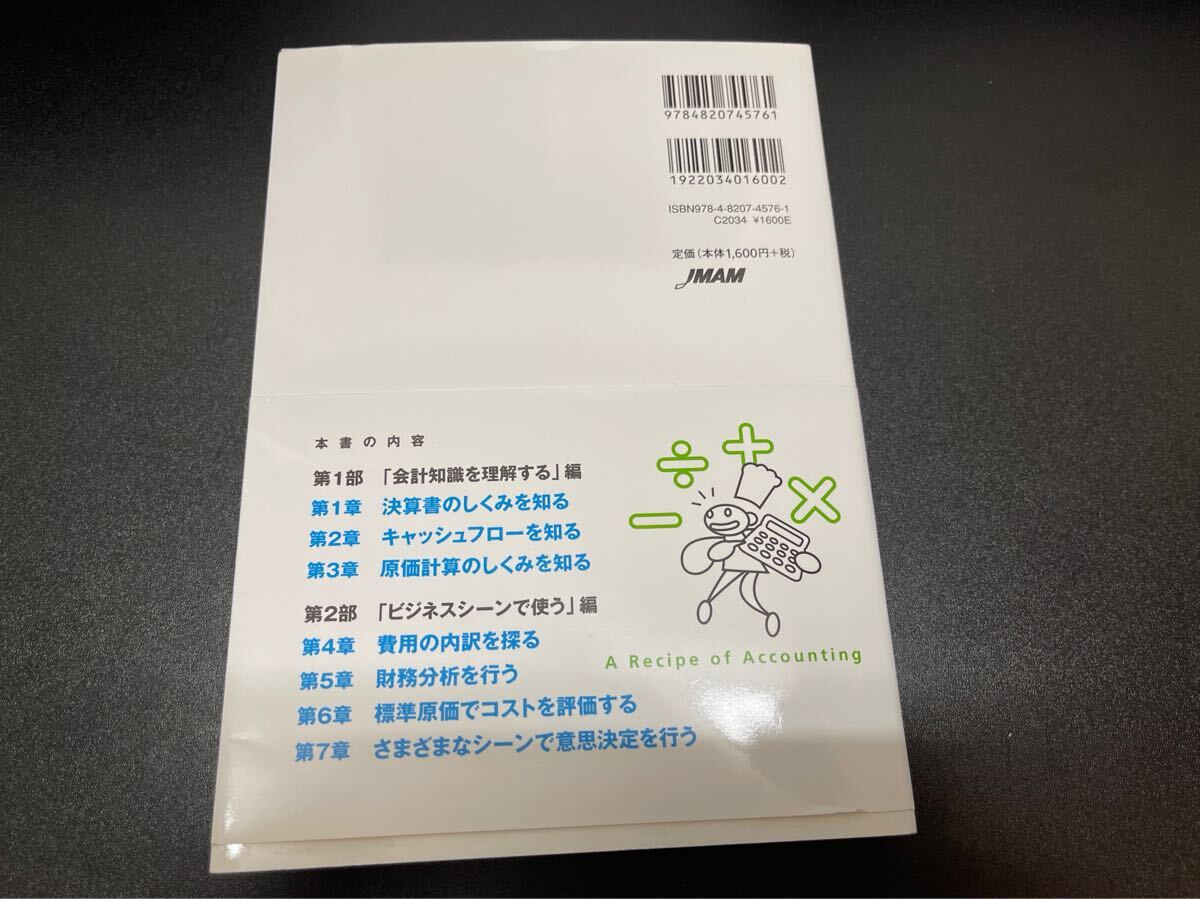 9784820745761
1922034016002
ISBN978-4-8207-4576-1
C2034 ¥1600E
定価(本体1,600円+税)
JMAM
本書の内容
第1部 「会計知識を理解する」編
第1章 決算書のしくみを知る
第2章 キャッシュフローを知る
第3章 原価計算のしくみを知る
第2部 「ビジネスシーンで使う」編
第4章 費用の内訳を探る
第5章 財務分析を行う
第6章 標準原価でコストを評価する
第7章 さまざまなシーンで意思決定を行う
A Recipe of Accounting